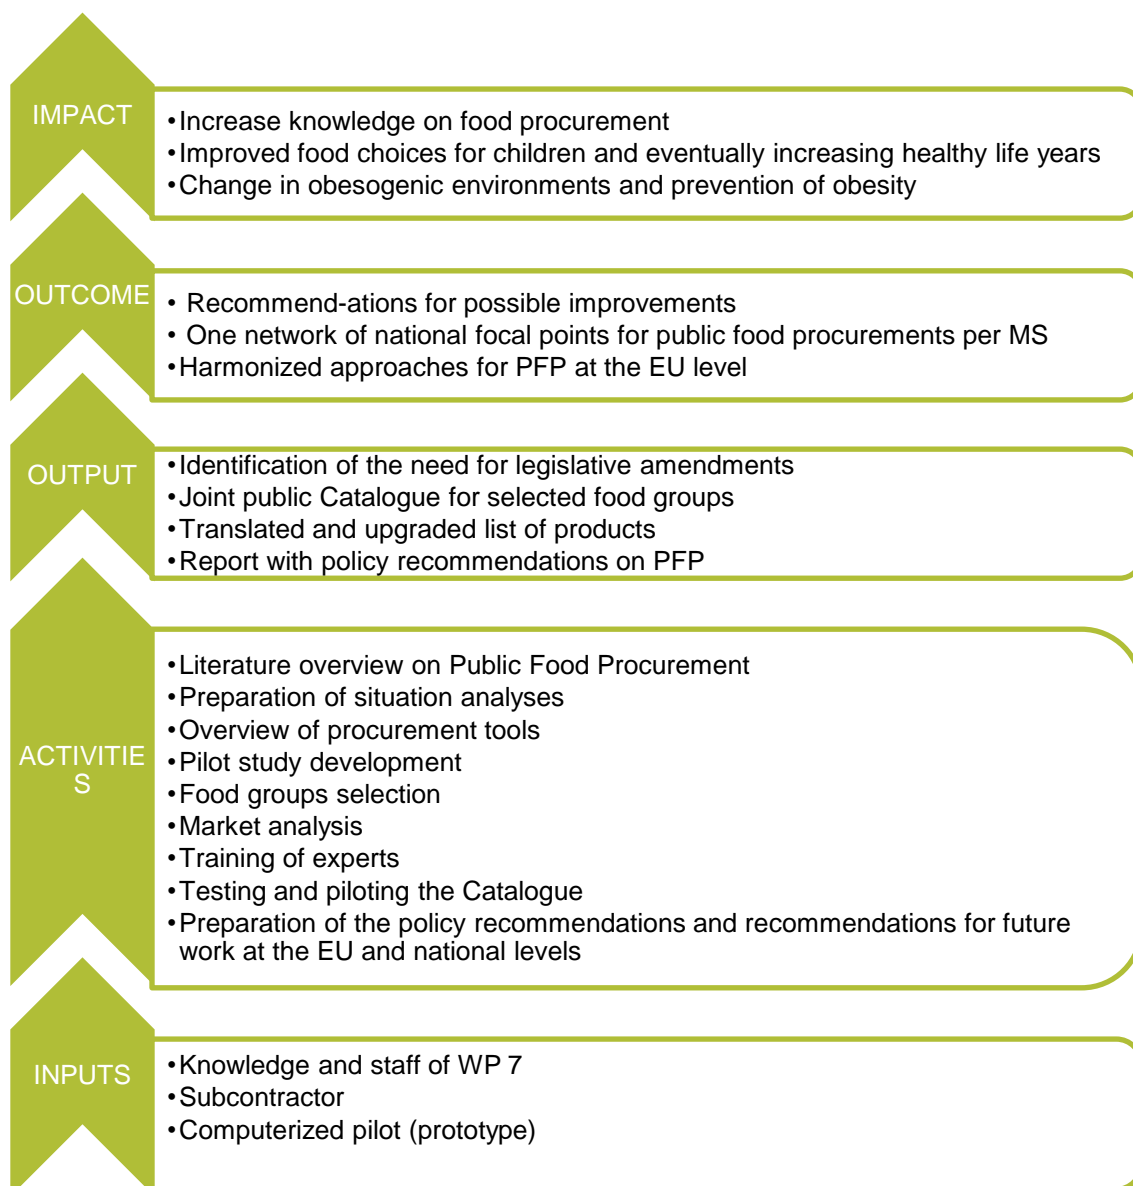 IMPACT
•Increase knowledge on food procurement
•Improved food choices for children and eventually increasing healthy life years
•Change in obesogenic environments and prevention of obesity
OUTCOME
• Recommend-ations for possible improvements
• One network of national focal points for public food procurements per MS
•Harmonized approaches for PFP at the EU level
OUTPUT
•Identification of the need for legislative amendments
•Joint public Catalogue for selected food groups
•Translated and upgraded list of products
•Report with policy recommendations on PFP
ACTIVITIE
S
•Literature overview on Public Food Procurement
•Preparation of situation analyses
•Overview of procurement tools
•Pilot study development
•Food groups selection
•Market analysis
•Training of experts
•Testing and piloting the Catalogue
•Preparation of the policy recommendations and recommendations for future
work at the EU and national levels
INPUTS
•Knowledge and staff of WP 7
•Subcontractor
•Computerized pilot (prototype)